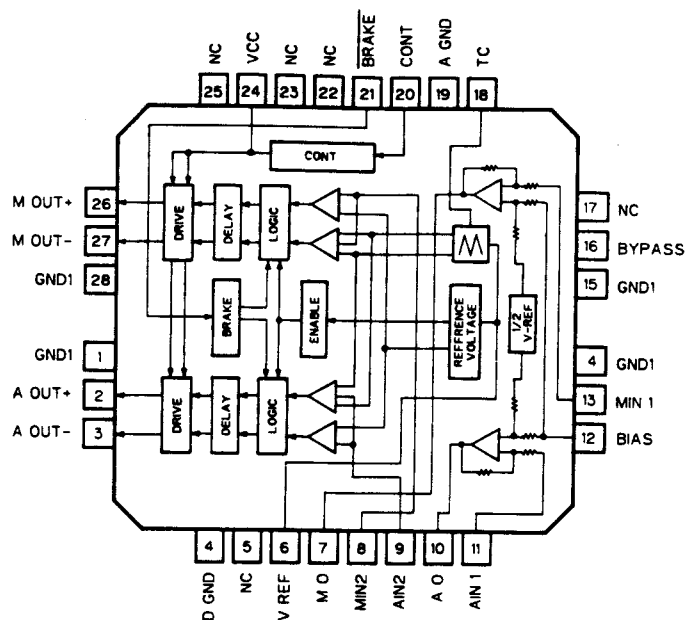 NC
VCC
NC
NC
BRAKE
CONT
A GND
TC
25
24
23
22
21
20
19
18
CONT
M OUT+
26
DRIVE
DELAY
LOGIC
17
NC
M OUT-
27
16
BYPASS
GND1
28
15
GND1
BRAKE
ENABLE
REFFRENCE
VOLTAGE
1/2
V-REF
GND1
1
4
GND1
A OUT+
2
DRIVE
DELAY
LOGIC
13
MIN 1
A OUT-
3
12
BIAS
4
5
6
7
8
9
10
11
D GND
NC
V REF
M O
MIN2
AIN2
A O
AIN 1